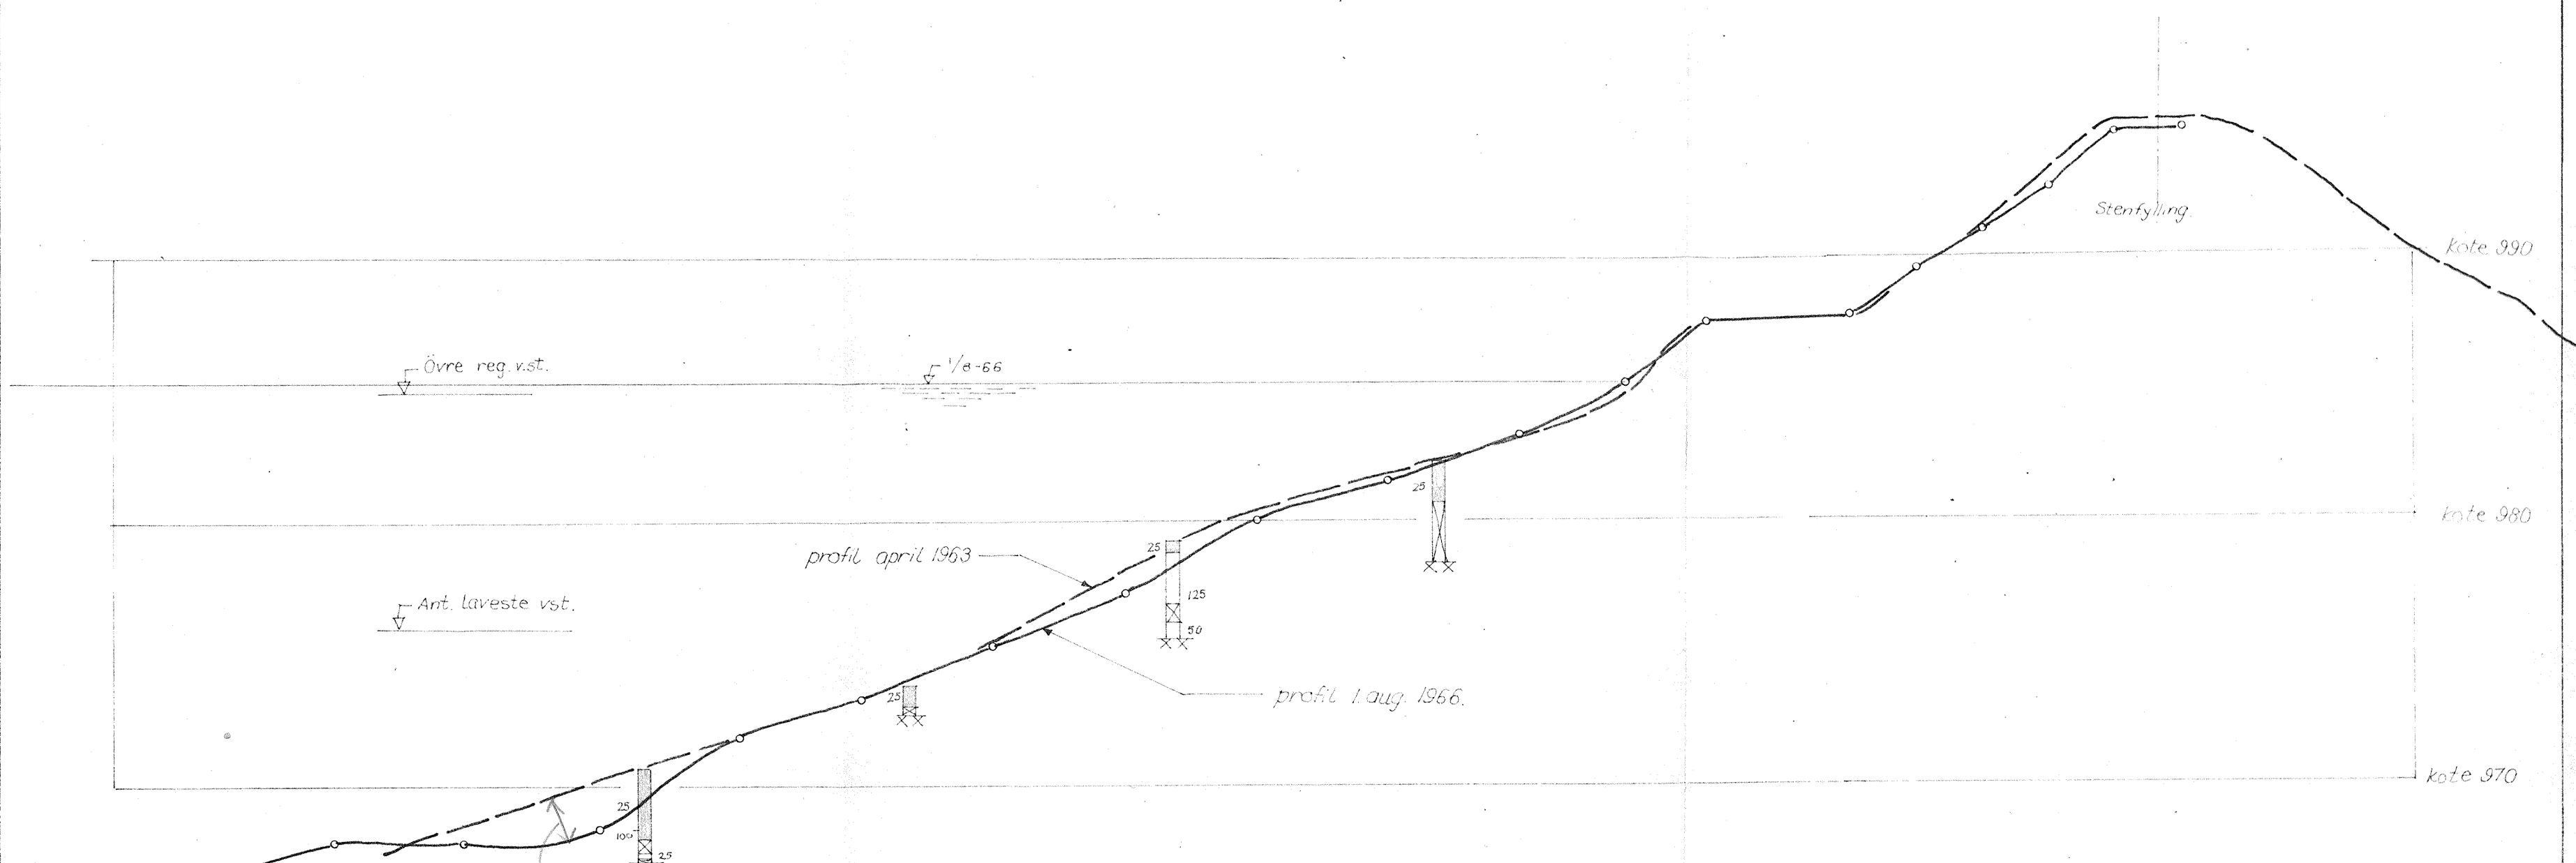 Stenfylling.
kote 990
Övre reg. v.st.
1/8-66
25
kote 980
25
profil april 1963
125
Ant. laveste vst.
50
25
profil 1. aug. 1966.
kote 970
25
100
25